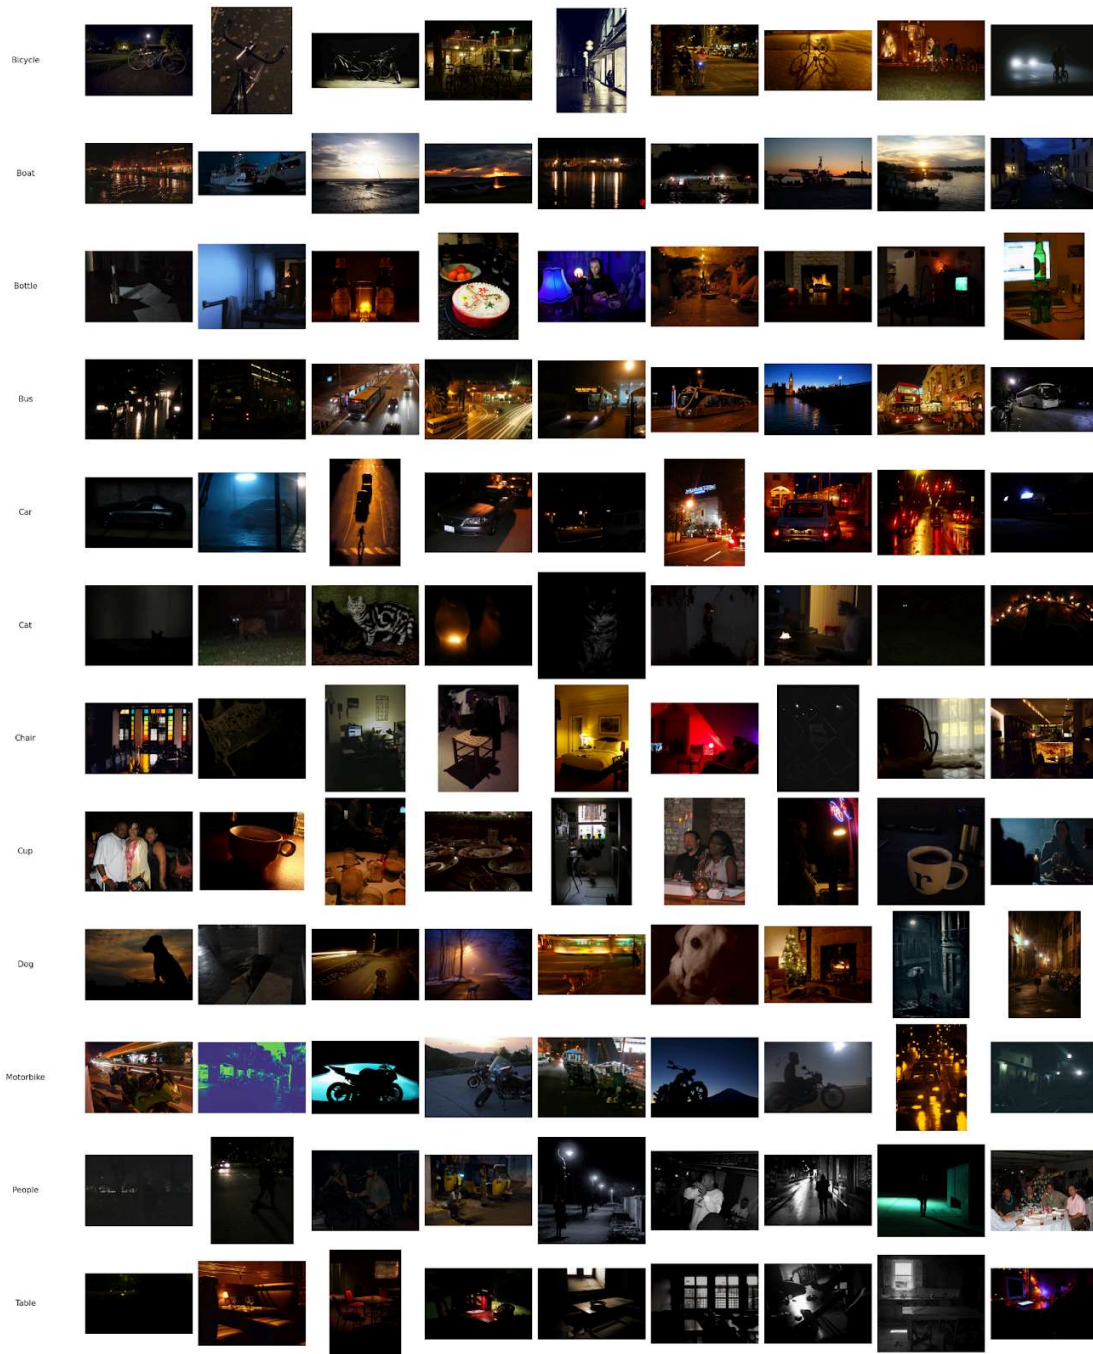 Bicycle
Boat
Bottle
Bus
Car
Cat
Chair
Cup
r
Dog
Motorbike
People
Table